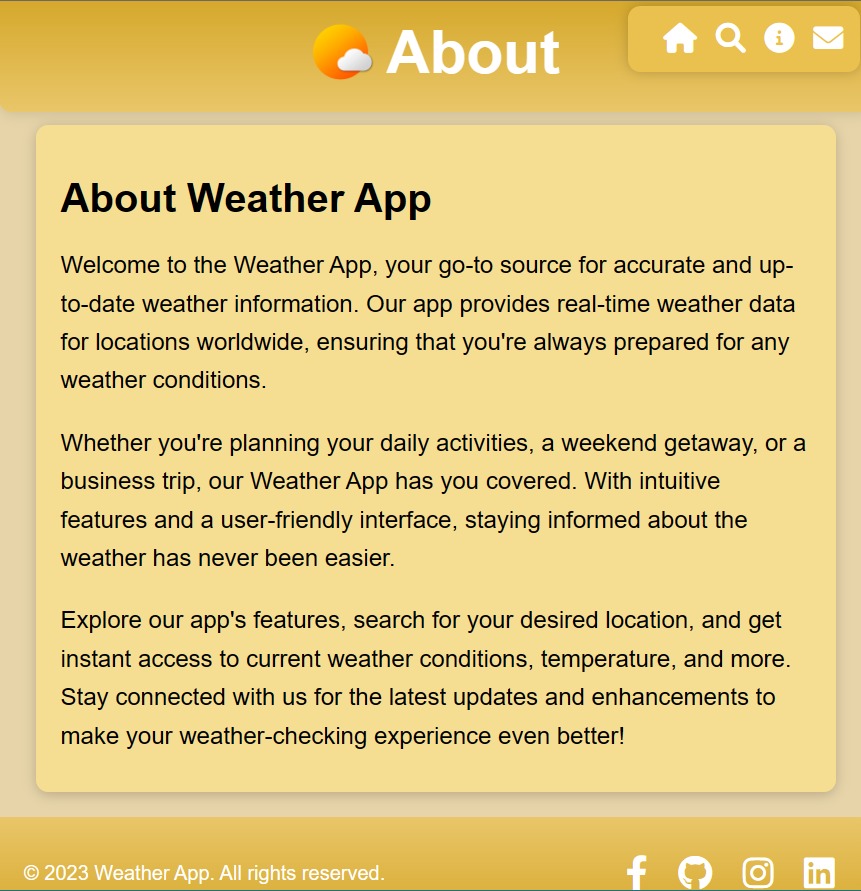 About
About Weather App
Welcome to the Weather App, your go-to source for accurate and up-
to-date weather information. Our app provides real-time weather data
for locations worldwide, ensuring that you're always prepared for any
weather conditions.
Whether you're planning your daily activities, a weekend getaway, or a
business trip, our Weather App has you covered. With intuitive
features and a user-friendly interface, staying informed about the
weather has never been easier.
Explore our app's features, search for your desired location, and get
instant access to current weather conditions, temperature, and more.
Stay connected with us for the latest updates and enhancements to
make your weather-checking experience even better!
© 2023 Weather App. All rights reserved.